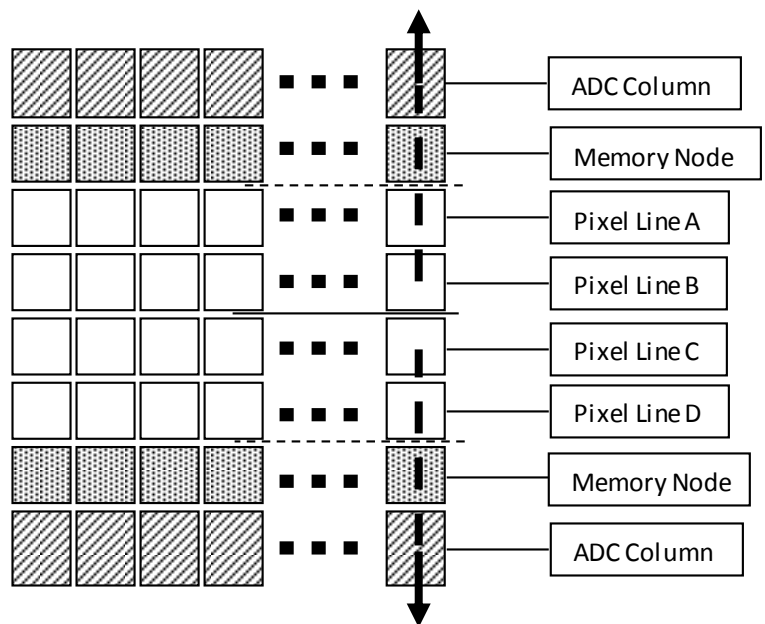 ADC Column
Memory Node
Pixel Line A
Pixel Line B
Pixel Line C
Pixel Line D
Memory Node
ADC Column